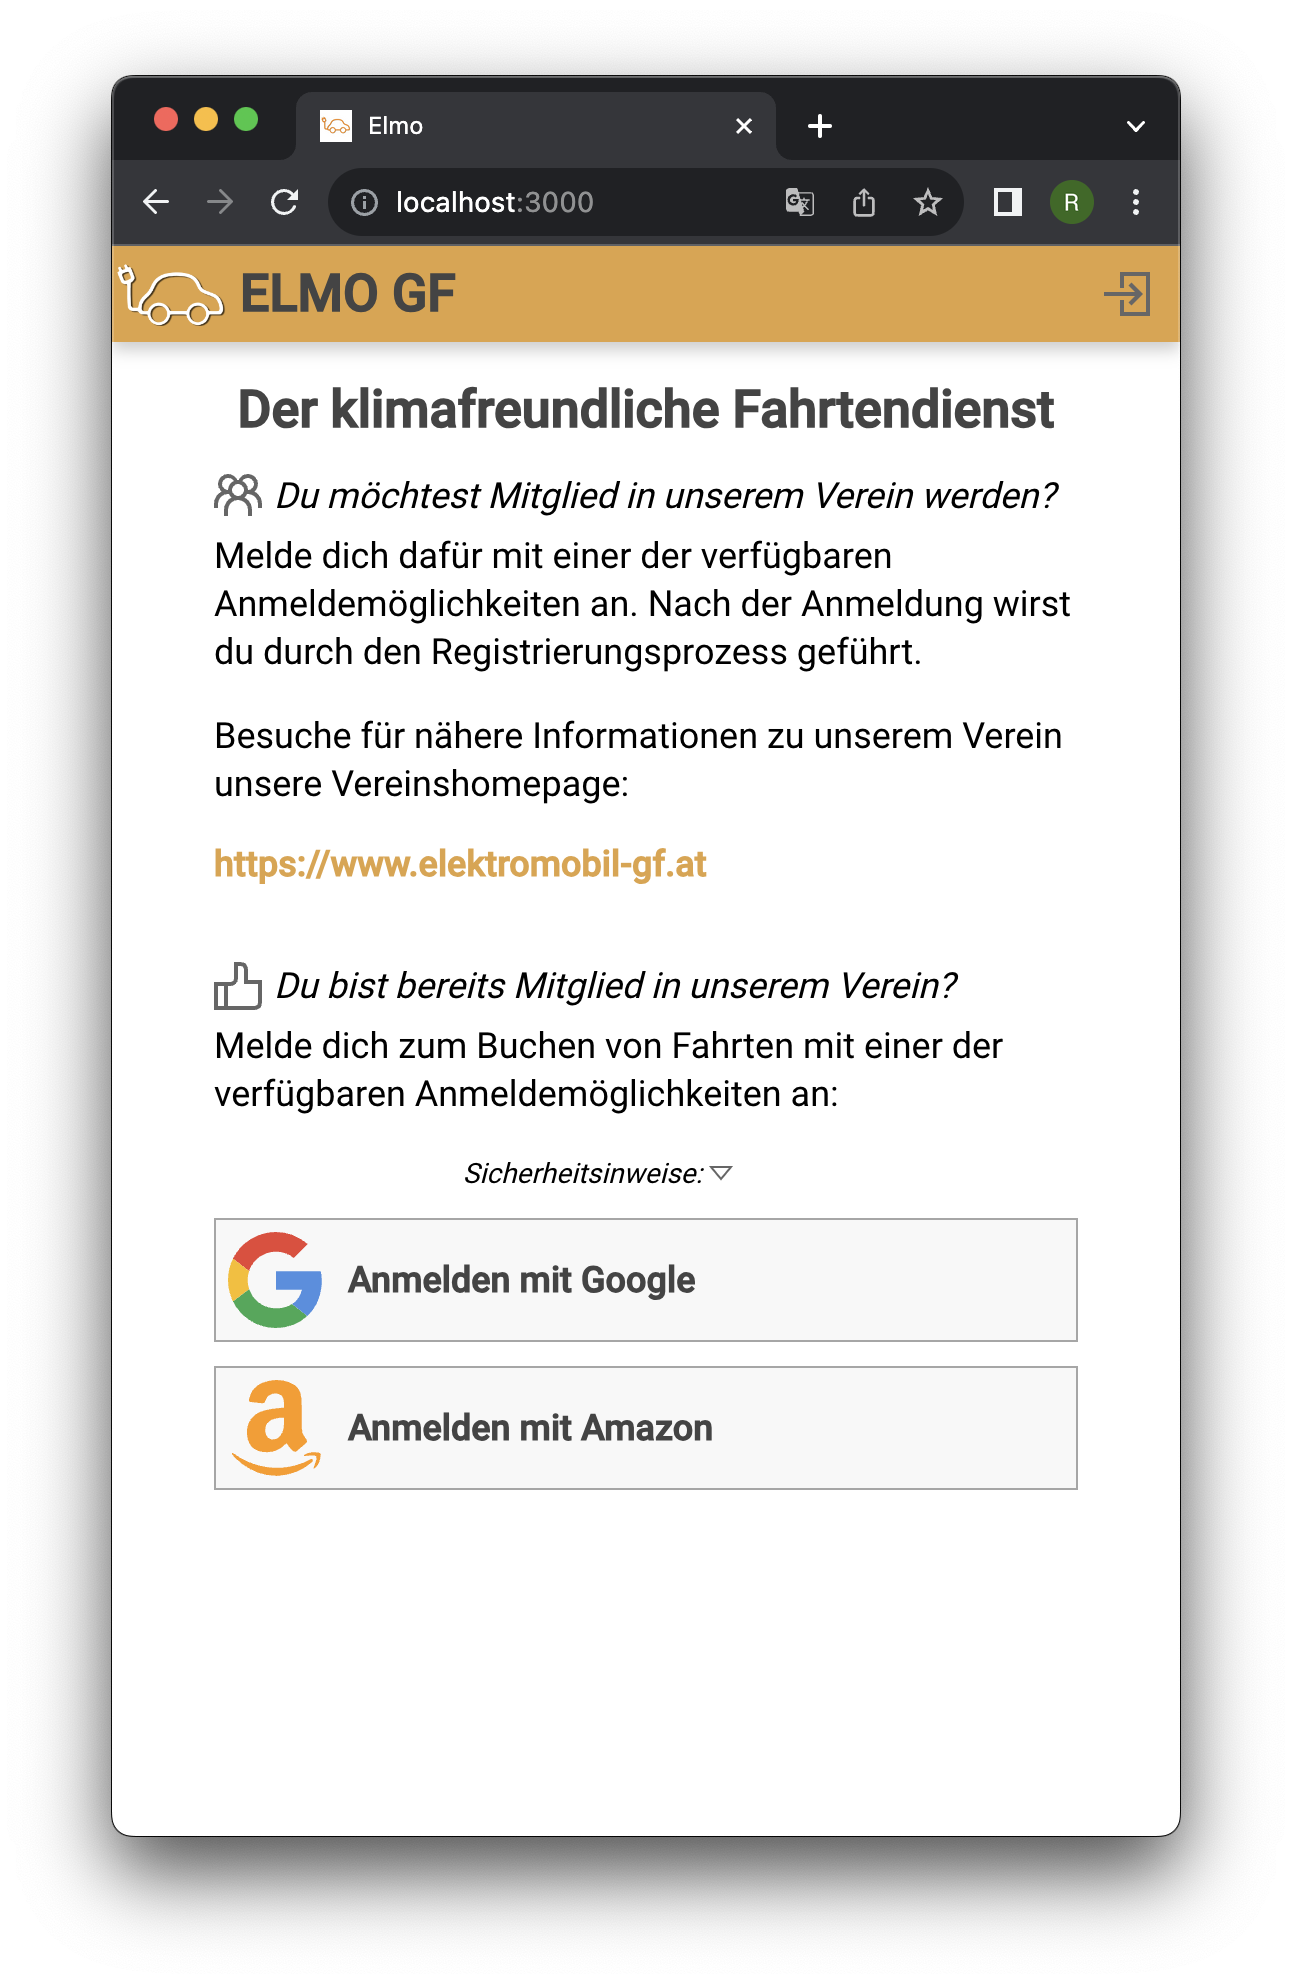 Elmo
localhost:3000
R
ELMO GF
Der klimafreundliche Fahrtendienst
Du möchtest Mitglied in unserem Verein werden?
Melde dich dafür mit einer der verfügbaren
Anmeldemöglichkeiten an. Nach der Anmeldung wirst
du durch den Registrierungsprozess geführt.
Besuche für nähere Informationen zu unserem Verein
unsere Vereinshomepage:
https://www.elektromobil-gf.at
Du bist bereits Mitglied in unserem Verein?
Melde dich zum Buchen von Fahrten mit einer der
verfügbaren Anmeldemöglichkeiten an:
Sicherheitsinweise:
Anmelden mit Google
Anmelden mit Amazon